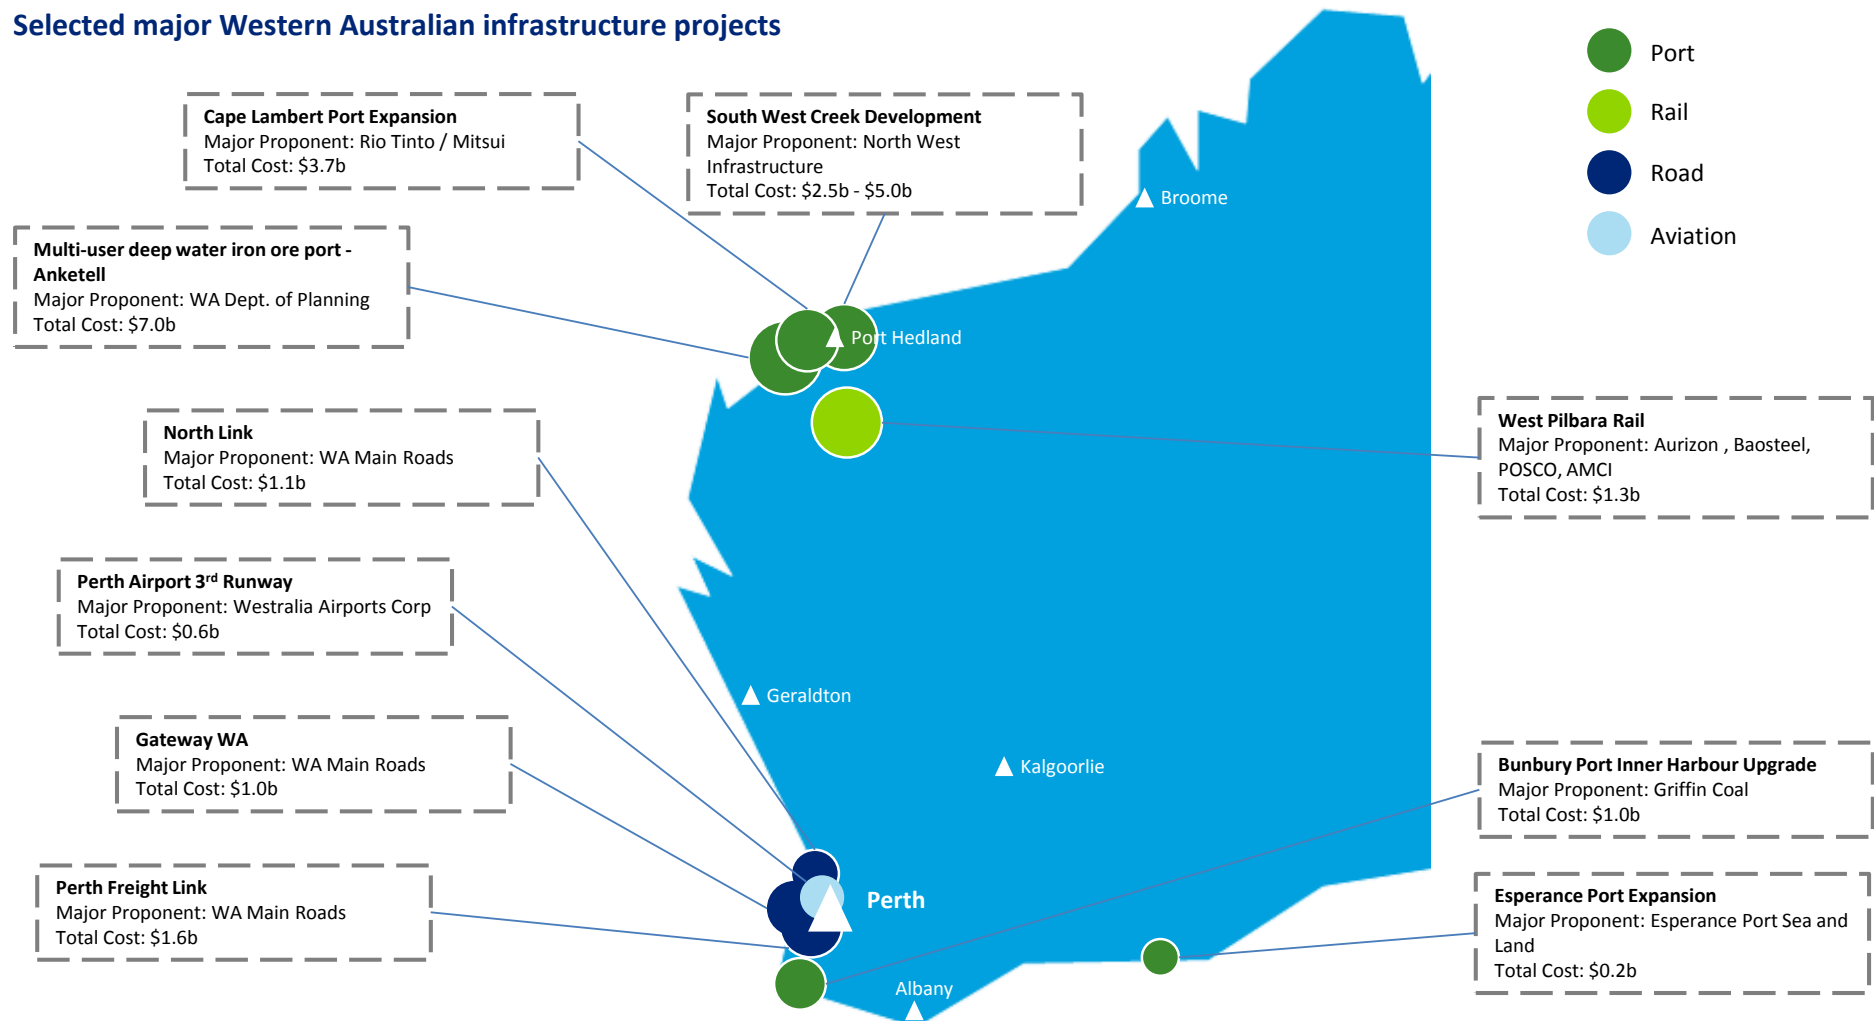 Selected major Western Australian infrastructure projects
Port
Rail
Road
Aviation
Cape Lambert Port Expansion
Major Proponent: Rio Tinto / Mitsui
Total Cost: $3.7b
South West Creek Development
Major Proponent: North West
Infrastructure
Total Cost: $2.5b - $5.0b
Broome
Multi-user deep water iron ore port -
Anketell
Major Proponent: WA Dept. of Planning
Total Cost: $7.0b
Port Hedland
North Link
Major Proponent: WA Main Roads
Total Cost: $1.1b
West Pilbara Rail
Major Proponent: Aurizon , Baosteel,
POSCO, AMCI
Total Cost: $1.3b
Perth Airport 3rd Runway
Major Proponent: Westralia Airports Corp
Total Cost: $0.6b
Geraldton
Gateway WA
Major Proponent: WA Main Roads
Total Cost: $1.0b
Kalgoorlie
Bunbury Port Inner Harbour Upgrade
Major Proponent: Griffin Coal
Total Cost: $1.0b
Perth Freight Link
Major Proponent: WA Main Roads
Total Cost: $1.6b
Perth
Esperance Port Expansion
Major Proponent: Esperance Port Sea and
Land
Total Cost: $0.2b
Albany